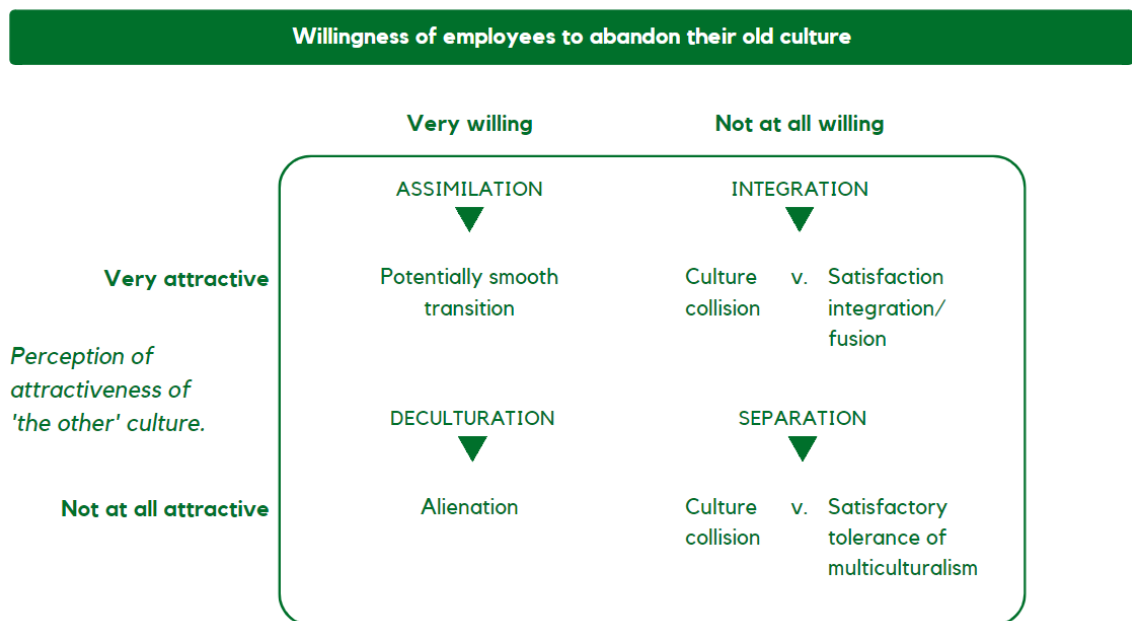 Willingness of employees to abandon their old culture
Very willing
Not at all willing
ASSIMILATION
INTEGRATION
Very attractive
Potentially smooth
transition
Culture
collision
v.
Satisfaction
integration/
fusion
Perception of
attractiveness of
'the other' culture.
DECULTURATION
SEPARATION
Not at all attractive
Alienation
Culture
collision
v.
Satisfactory
tolerance of
multiculturalism